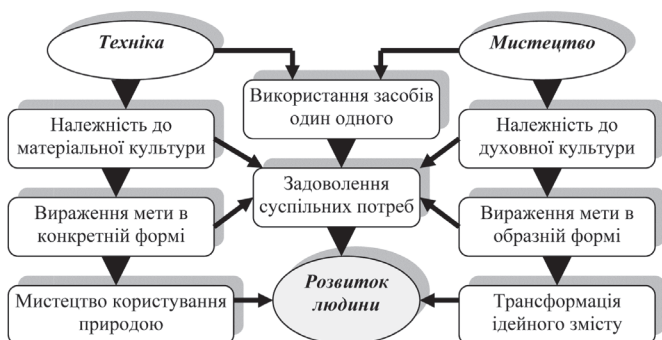 Техніка
Мистецтво
Використання засобів
один одного
Належність до
матеріальної культури
Належність до
духовної культури
Задоволення
суспільних потреб
Вираження мети в
конкретній формі
Вираження мети в
образній формі
Мистецтво користування
природою
Розвиток
людини
Трансформація
ідейного змісту